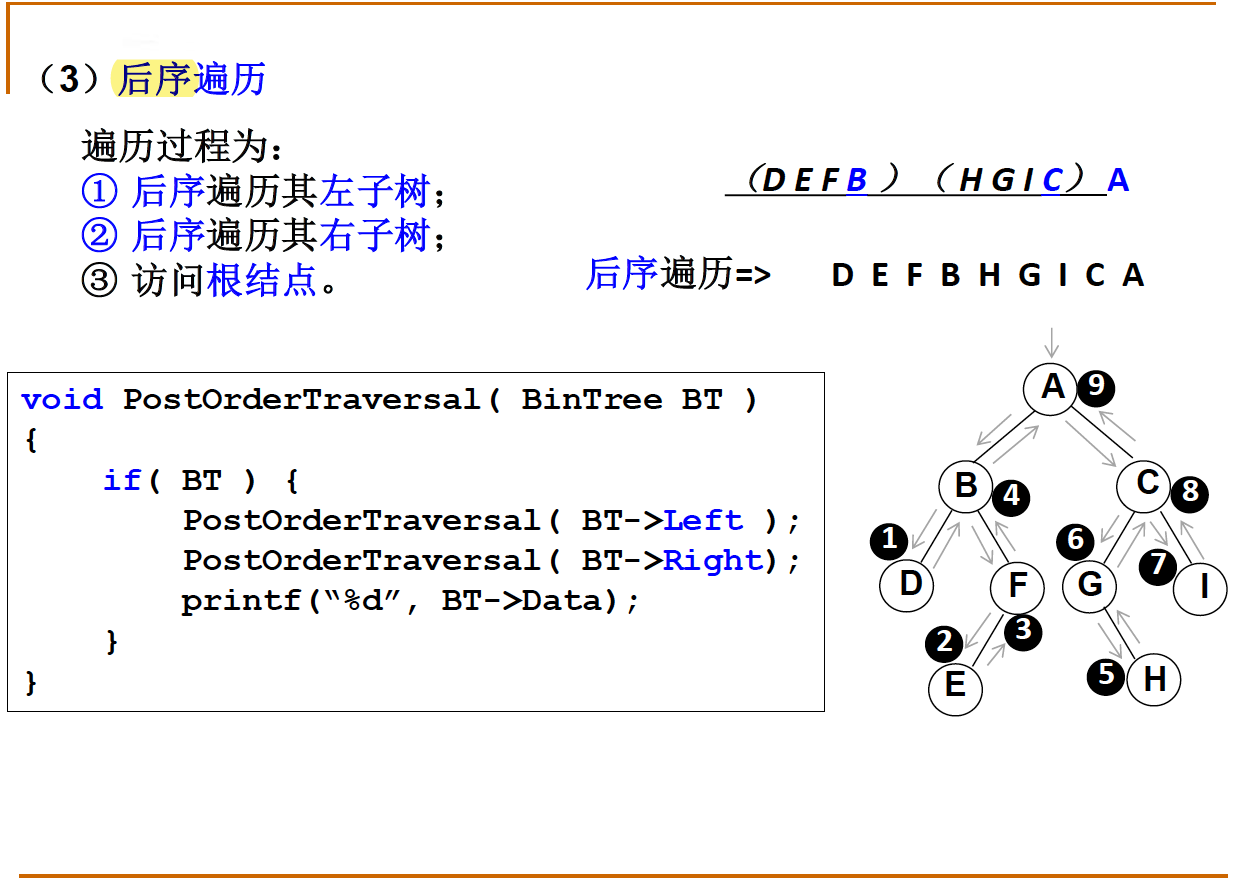 （3）后序遍历
遍历过程为：
① 后序遍历其左子树；
② 后序遍历其右子树；
③ 访问根结点。
（D E F B ）（ H G I C）A
后序遍历=> D E F B H G I C A
void PostOrderTraversal( BinTree BT )
{
if( BT ) {
PostOrderTraversal( BT->Left );
PostOrderTraversal( BT->Right);
printf(“%d”, BT->Data);
}
}
A 9
B 4 C 8
1 6 7
D F G I
2 3
5
E H